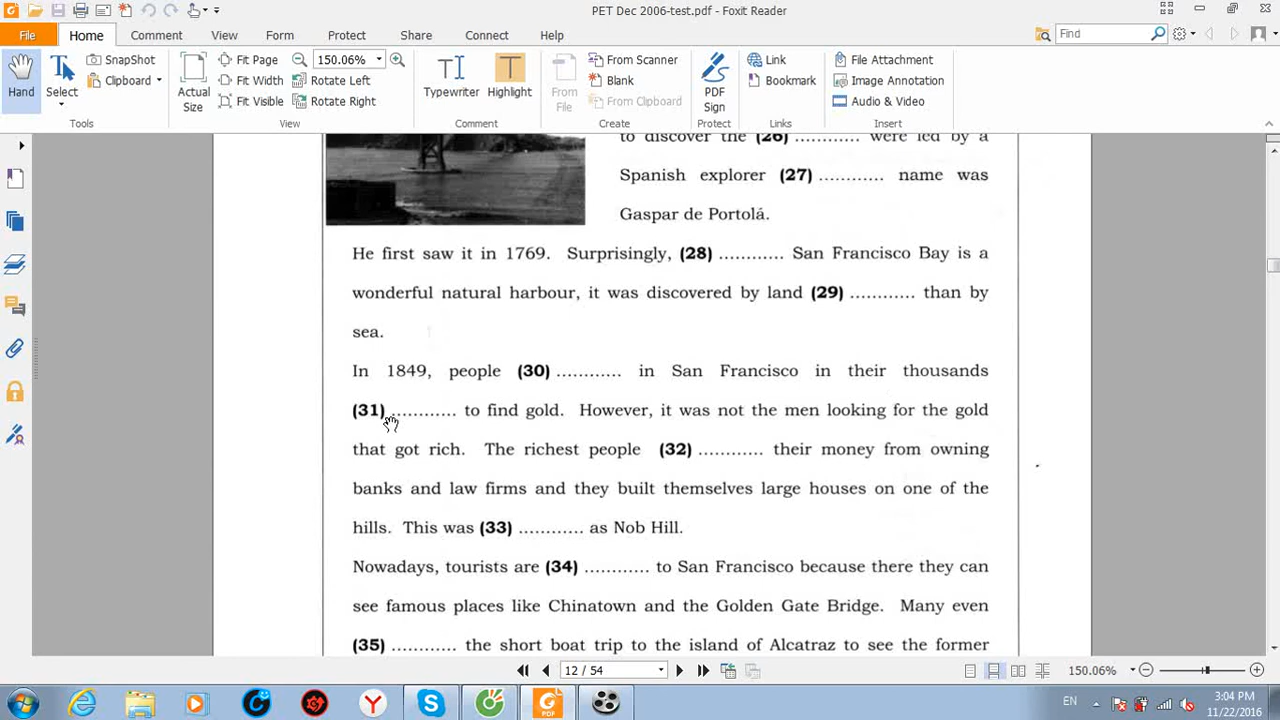 PET Dec 2006-test.pdf - Foxit Reader
File Home Comment View Form Protect Share Connect Help
Find
Hand
Select
SnapShot
Clipboard
Tools
Actual Size
Fit Page
Fit Width
Fit Visible
150.06%
Rotate Left
Rotate Right
View
Typewriter
Highlight
Comment
From File
From Scanner
Blank
From Clipboard
Create
PDF Sign
Protect
Link
Bookmark
Links
File Attachment
Image Annotation
Audio & Video
Insert
to discover the (26) ............ were led by a
Spanish explorer (27) ............ name was
Gaspar de Portolá.
He first saw it in 1769. Surprisingly, (28) ............ San Francisco Bay is a
wonderful natural harbour, it was discovered by land (29) ............ than by
sea.
In 1849, people (30) ............ in San Francisco in their thousands
(31) ............ to find gold. However, it was not the men looking for the gold
that got rich. The richest people (32) ............ their money from owning
banks and law firms and they built themselves large houses on one of the
hills. This was (33) ............ as Nob Hill.
Nowadays, tourists are (34) ............ to San Francisco because there they can
see famous places like Chinatown and the Golden Gate Bridge. Many even
(35) ............ the short boat trip to the island of Alcatraz to see the former
12 / 54
150.06%
EN
3:04 PM
11/22/2016